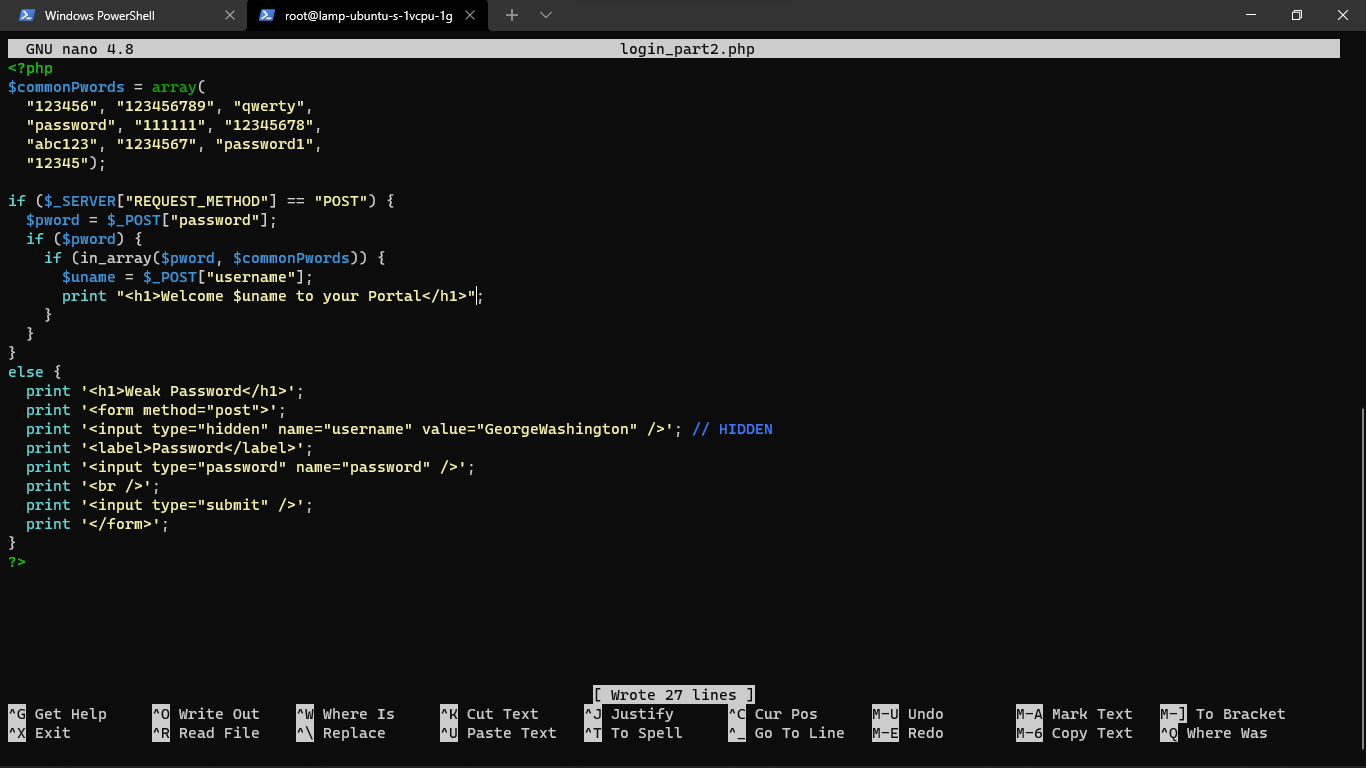 Windows PowerShell
root@lamp-ubuntu-s-1vcpu-1g
GNU nano 4.8 login_part2.php
<?php
$commonPwords = array(
  "123456", "123456789", "qwerty",
  "password", "111111", "12345678",
  "abc123", "1234567", "password1",
  "12345");

if ($_SERVER["REQUEST_METHOD"] == "POST") {
  $pword = $_POST["password"];
  if ($pword) {
    if (in_array($pword, $commonPwords)) {
      $uname = $_POST["username"];
      print "<h1>Welcome $uname to your Portal</h1>";
    }
  }
}
else {
  print '<h1>Weak Password</h1>';
  print '<form method="post">';
  print '<input type="hidden" name="username" value="GeorgeWashington" />'; // HIDDEN
  print '<label>Password</label>';
  print '<input type="password" name="password" />';
  print '<br />';
  print '<input type="submit" />';
  print '</form>';
}
?>
[ Wrote 27 lines ]
^G Get Help ^O Write Out ^W Where Is ^K Cut Text ^J Justify ^C Cur Pos M-U Undo M-A Mark Text M-] To Bracket
^X Exit ^R Read File ^\ Replace ^U Paste Text ^T To Spell ^_ Go To Line M-E Redo M-6 Copy Text ^Q Where Was